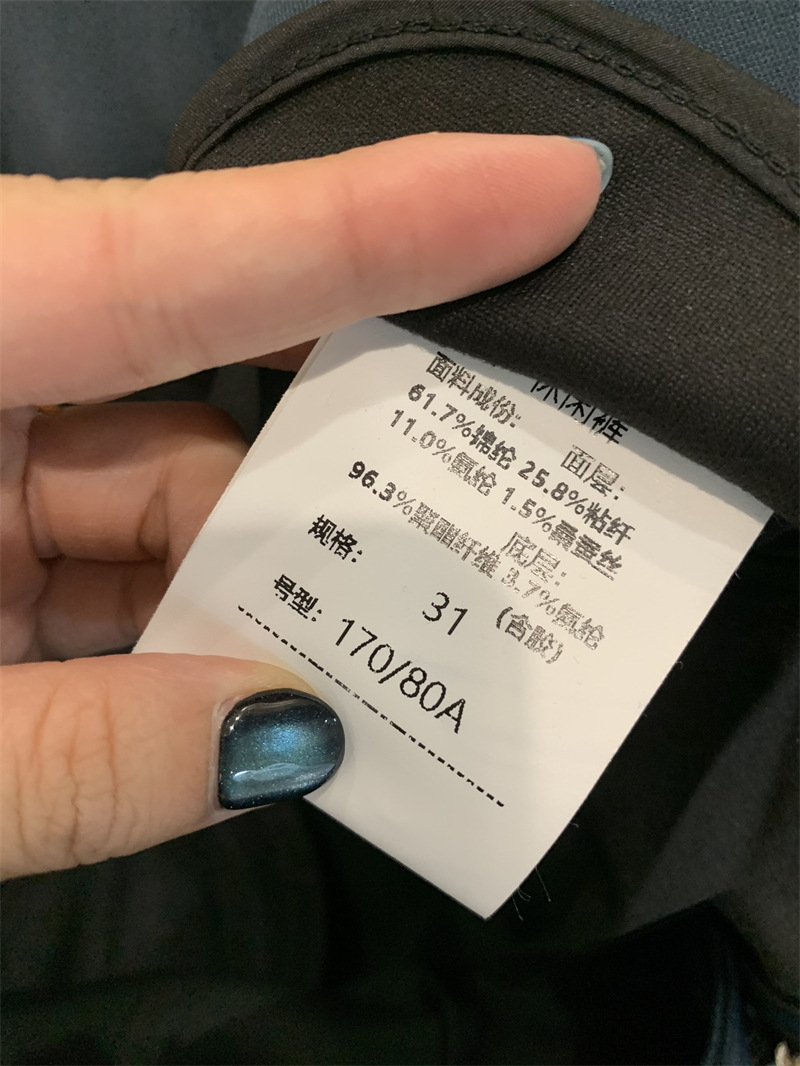 休闲裤
面料成份: 面层:
61.7%锦纶 25.8%粘纤
11.0%氨纶 1.5%桑蚕丝
底层:
96.3%聚酯纤维 3.7%氨纶
(含胶)
规格: 31
号型: 170/80A